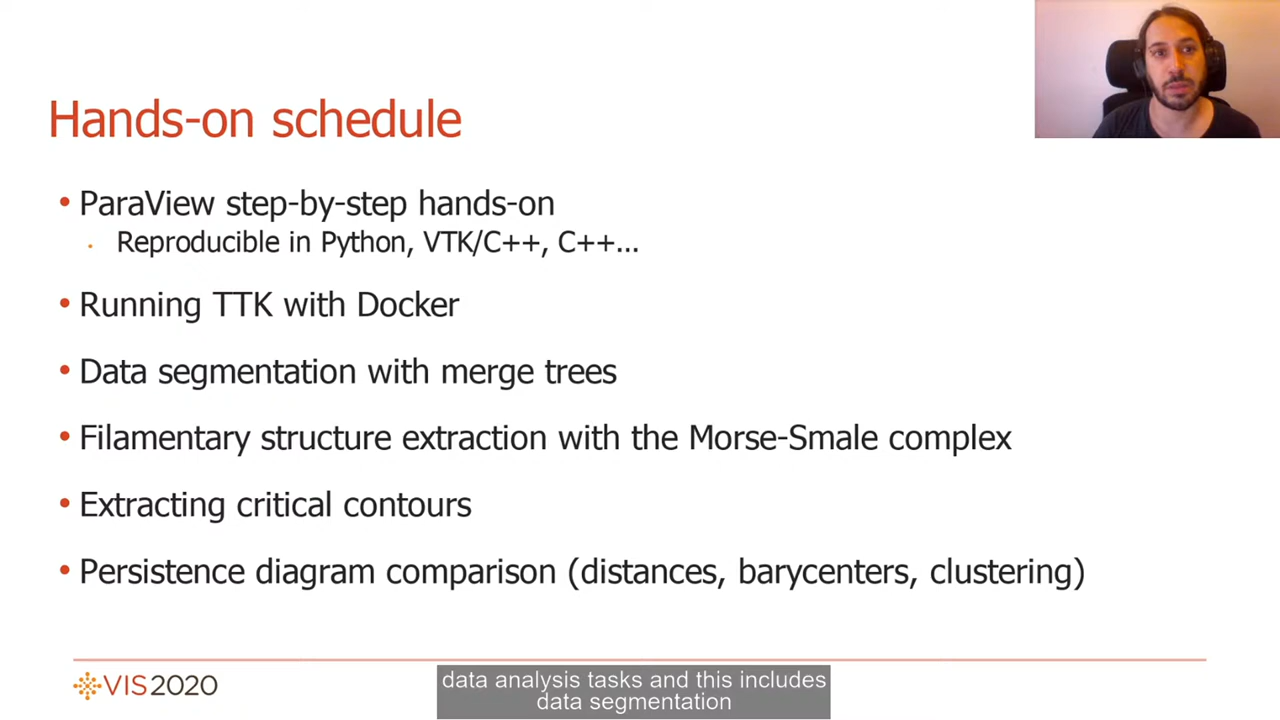 Hands-on schedule
• ParaView step-by-step hands-on
• Reproducible in Python, VTK/C++, C++...
• Running TTK with Docker
• Data segmentation with merge trees
• Filamentary structure extraction with the Morse-Smale complex
• Extracting critical contours
• Persistence diagram comparison (distances, barycenters, clustering)
VIS2020
data analysis tasks and this includes
data segmentation